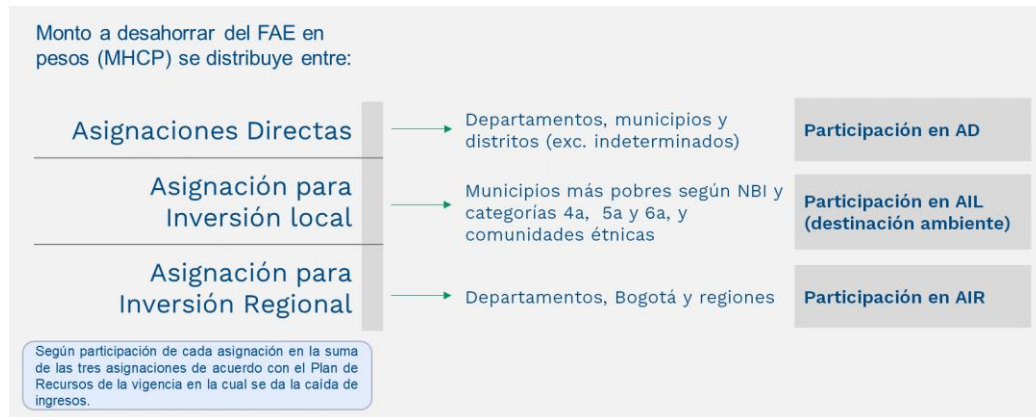 Monto a desahorrar del FAE en
pesos (MHCP) se distribuye entre:
Asignaciones Directas
Departamentos, municipios y
distritos (exc. indeterminados)
Participación en AD
Asignación para
Inversión local
Municipios más pobres según NBI y
categorías 4a, 5a y 6a, y
comunidades étnicas
Participación en AIL
(destinación ambiente)
Asignación para
Inversión Regional
Departamentos, Bogotá y regiones
Participación en AIR
Según participación de cada asignación en la suma
de las tres asignaciones de acuerdo con el Plan de
Recursos de la vigencia en la cual se da la caída de
ingresos.